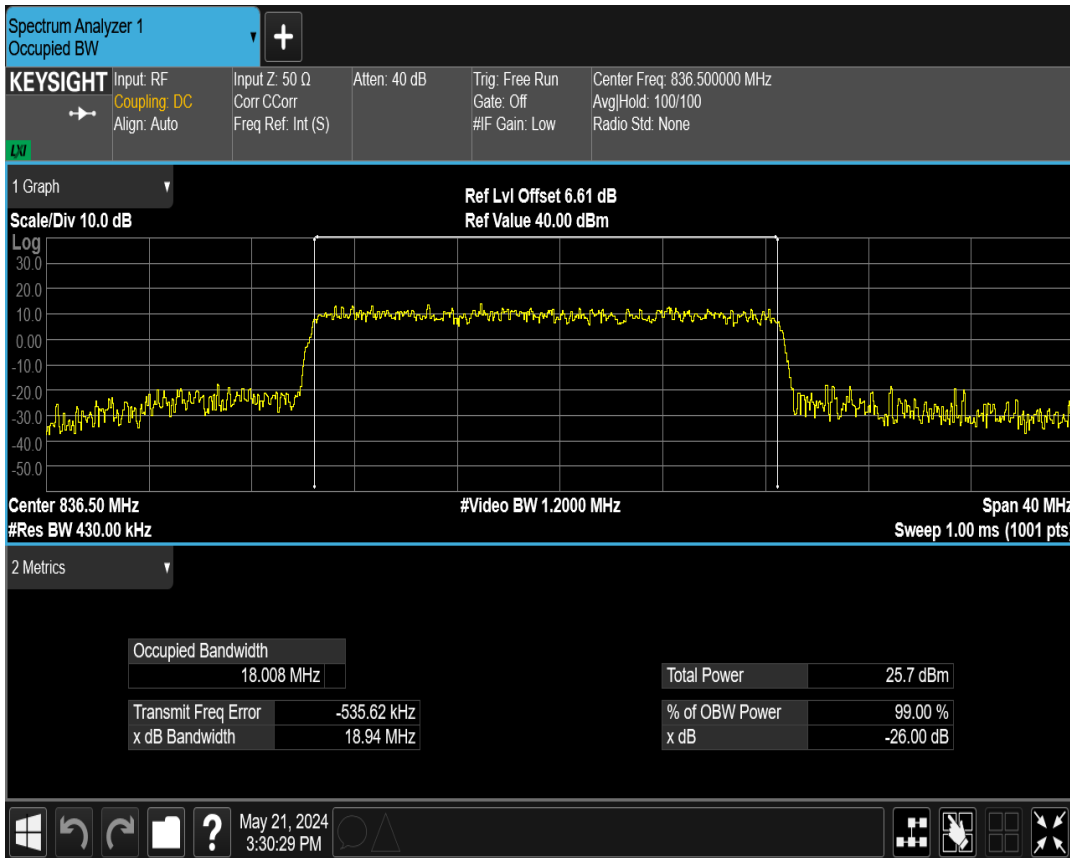 Spectrum Analyzer 1
Occupied BW
KEYSIGHT
LXI
Input: RF
Coupling: DC
Align: Auto
Input Z: 50 Ω
Corr CCorr
Freq Ref: Int (S)
Atten: 40 dB
Trig: Free Run
Gate: Off
#IF Gain: Low
Center Freq: 836.500000 MHz
Avg|Hold: 100/100
Radio Std: None
1 Graph
Scale/Div 10.0 dB
Ref Lvl Offset 6.61 dB
Ref Value 40.00 dBm
Log
30.0
20.0
10.0
0.00
-10.0
-20.0
-30.0
-40.0
-50.0
Center 836.50 MHz
#Res BW 430.00 kHz
#Video BW 1.2000 MHz
Span 40 MHz
Sweep 1.00 ms (1001 pts)
2 Metrics
Occupied Bandwidth
18.008 MHz
Transmit Freq Error -535.62 kHz
x dB Bandwidth 18.94 MHz
Total Power 25.7 dBm
% of OBW Power 99.00 %
x dB -26.00 dB
May 21, 2024
3:30:29 PM